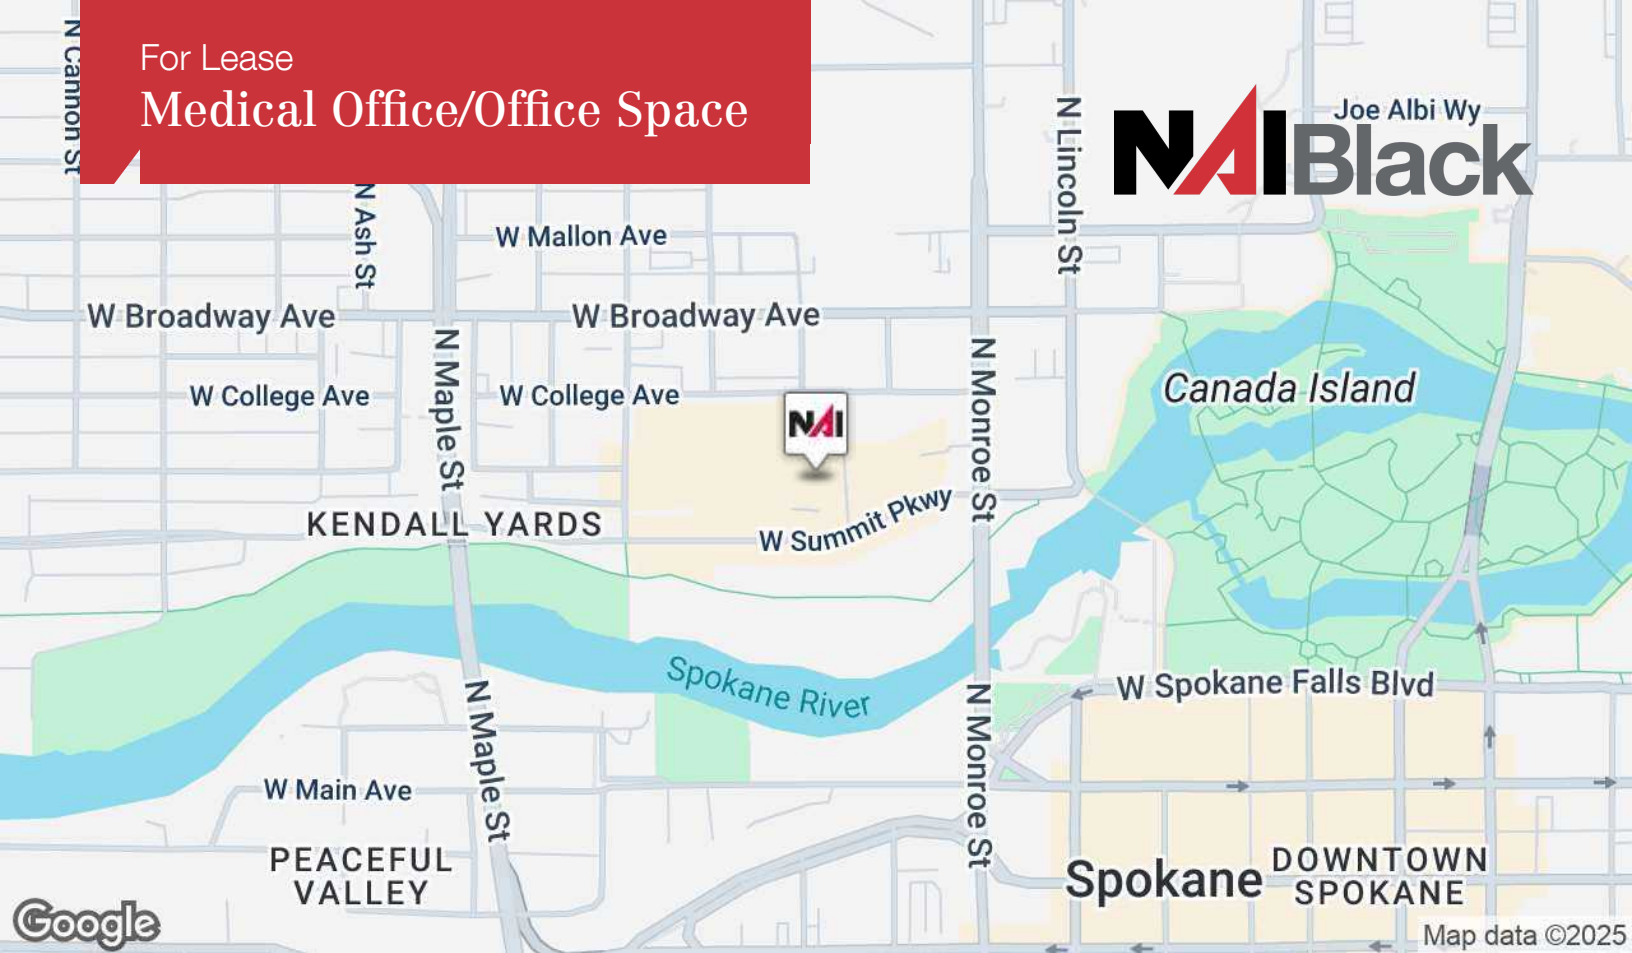 For Lease
Medical Office/Office Space
NAIBlack
N Cannon St
N Ash St
N Lincoln St
Joe Albi Wy
W Mallon Ave
W Broadway Ave
W Broadway Ave
N Maple St
N Monroe St
W College Ave
W College Ave
NAI
Canada Island
KENDALL YARDS
W Summit Pkwy
Spokane River
W Spokane Falls Blvd
N Maple St
N Monroe St
W Main Ave
PEACEFUL
VALLEY
Spokane
DOWNTOWN
SPOKANE
Google
Map data ©2025